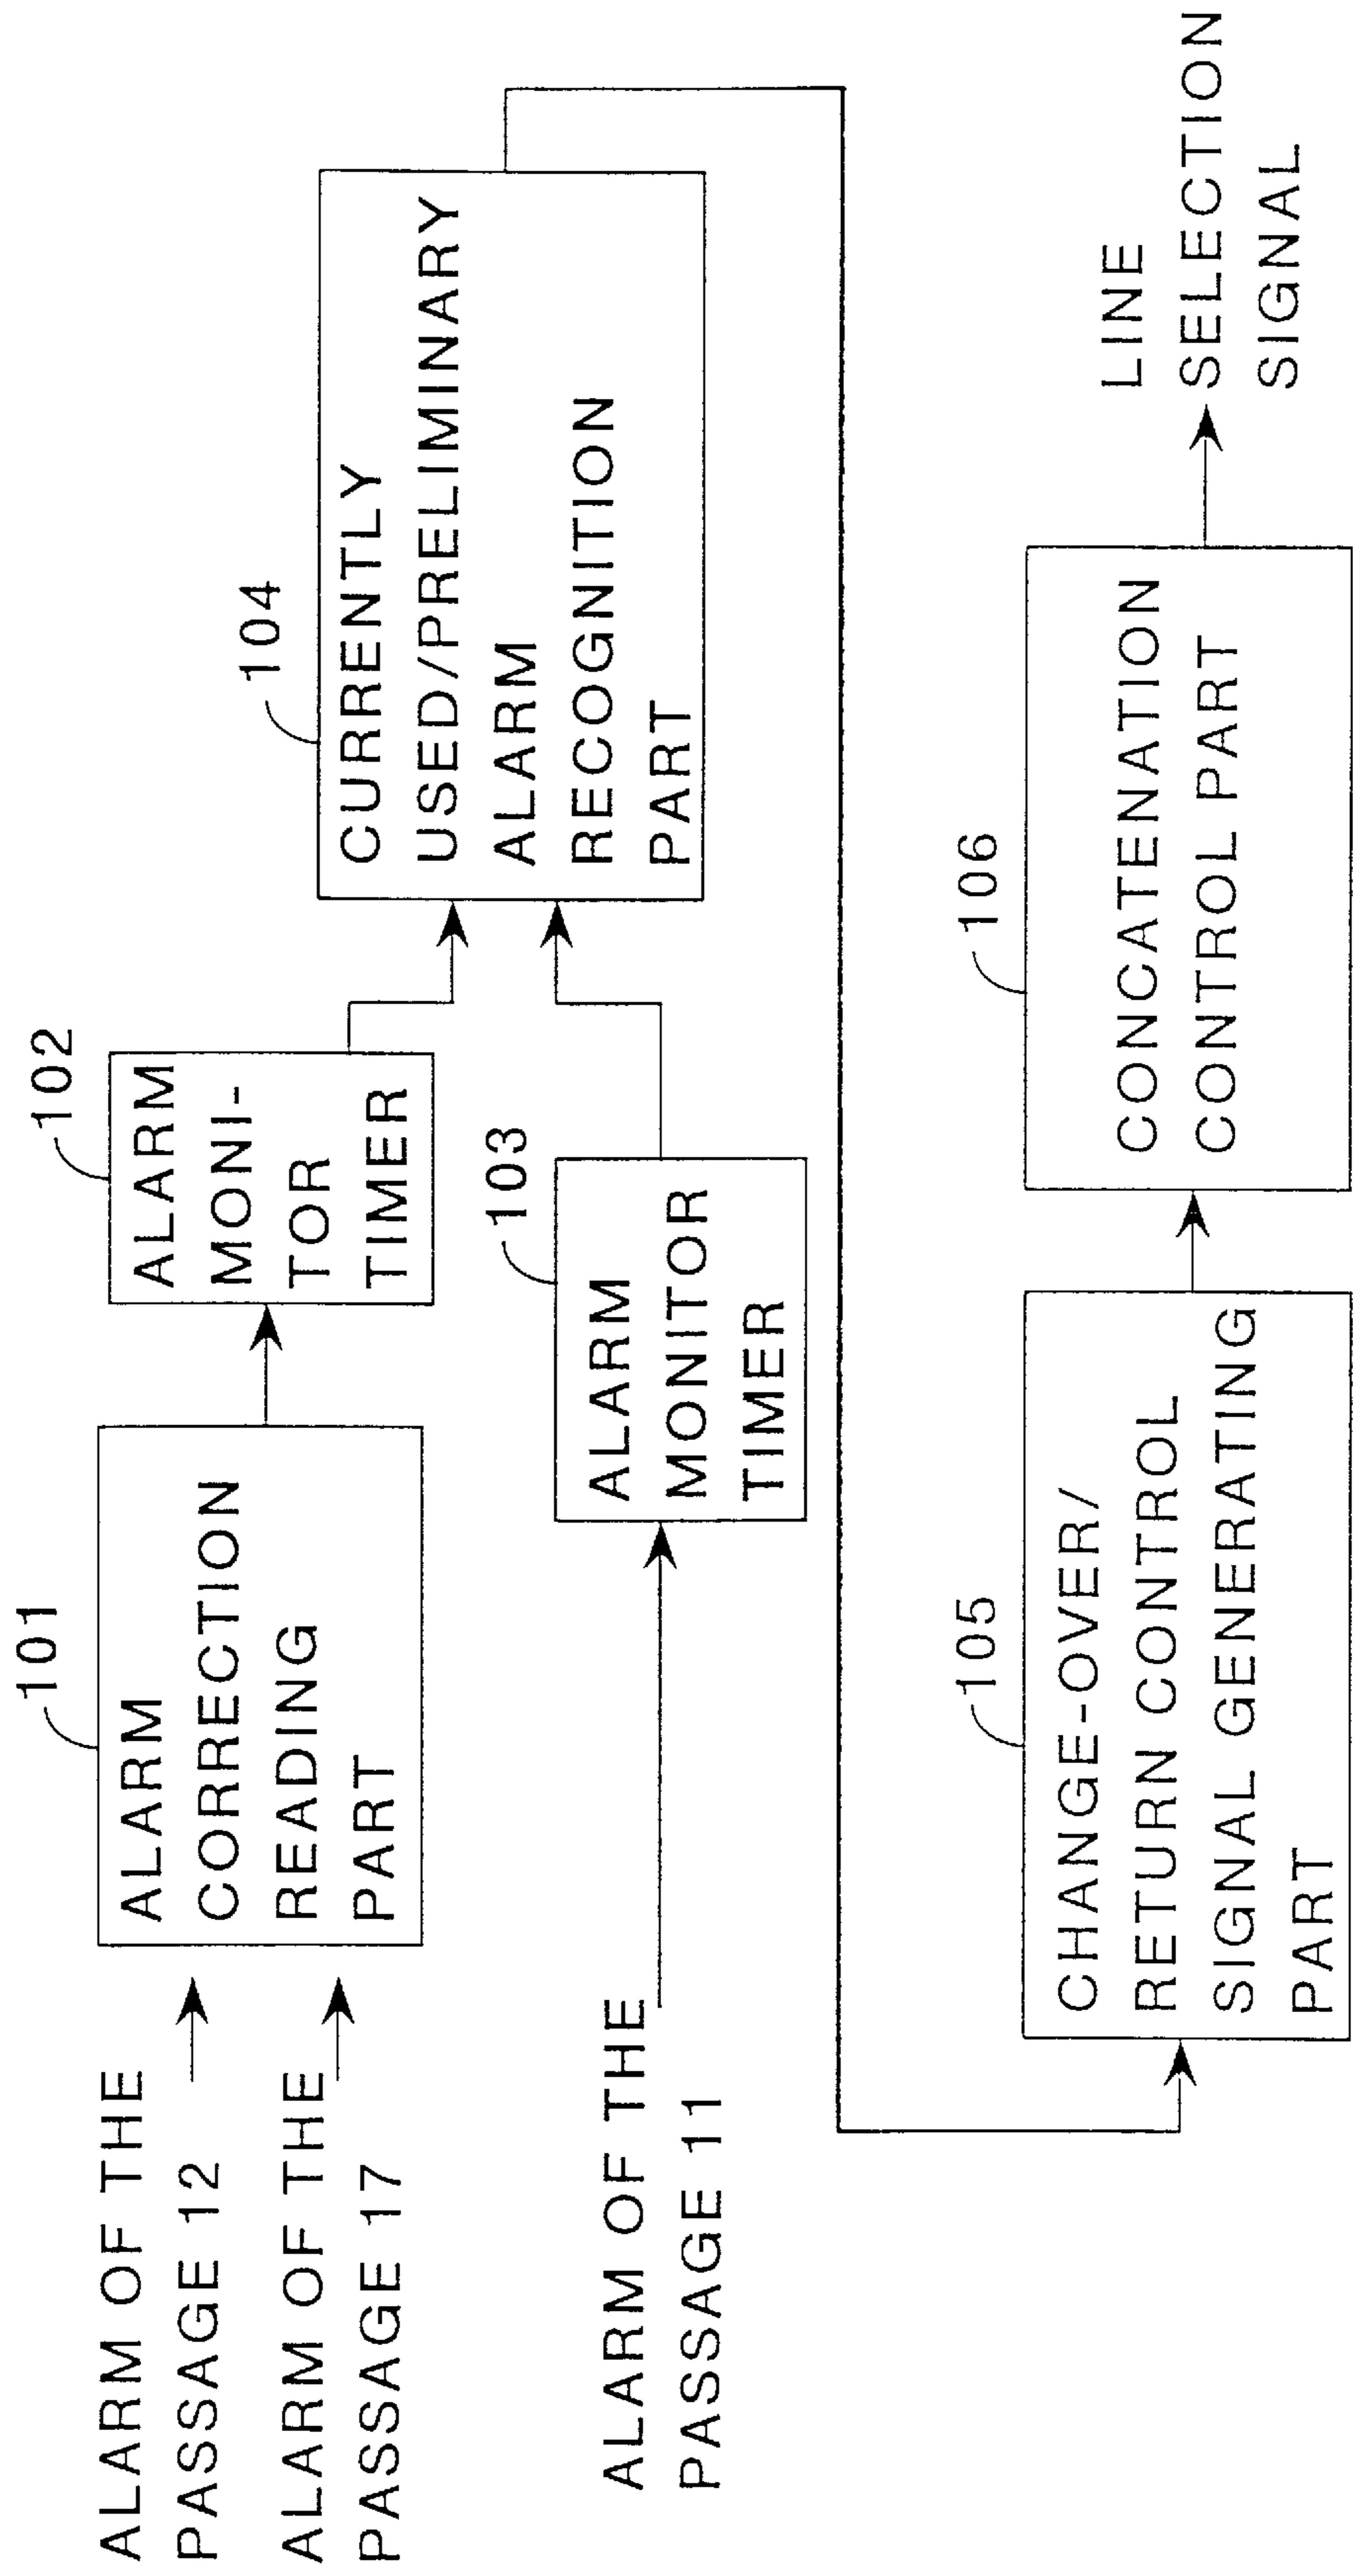 ALARM OF THE
PASSAGE 12
ALARM OF THE
PASSAGE 17
101
ALARM
CORRECTION
READING
PART
102
ALARM
MONI-
TOR
TIMER
ALARM OF THE
PASSAGE 11
103
ALARM
MONITOR
TIMER
104
CURRENTLY
USED/PRELIMINARY
ALARM
RECOGNITION
PART
105
CHANGE-OVER/
RETURN CONTROL
SIGNAL GENERATING
PART
106
CONCATENATION
CONTROL PART
LINE
SELECTION
SIGNAL